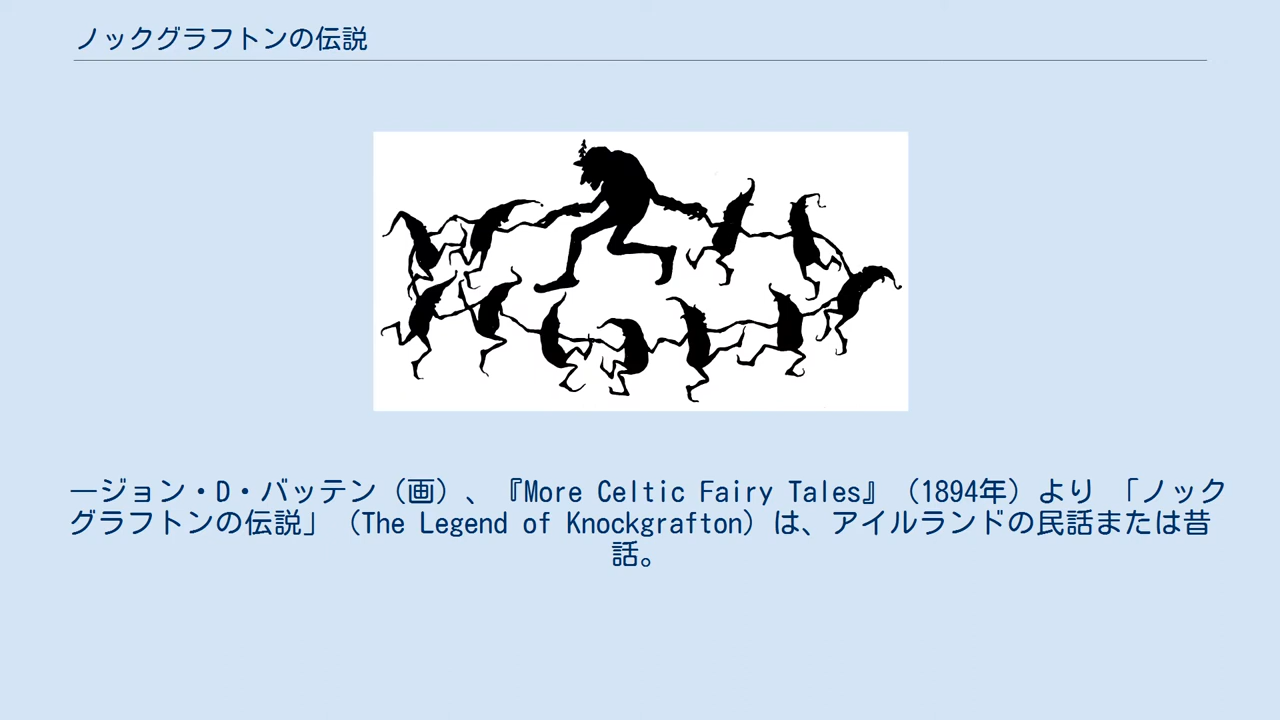 ノックグラフトンの伝説
―ジョン・D・バッテン（画）、『More Celtic Fairy Tales』（1894年）より 「ノック
グラフトンの伝説」（The Legend of Knockgrafton）は、アイルランドの民話または昔
話。